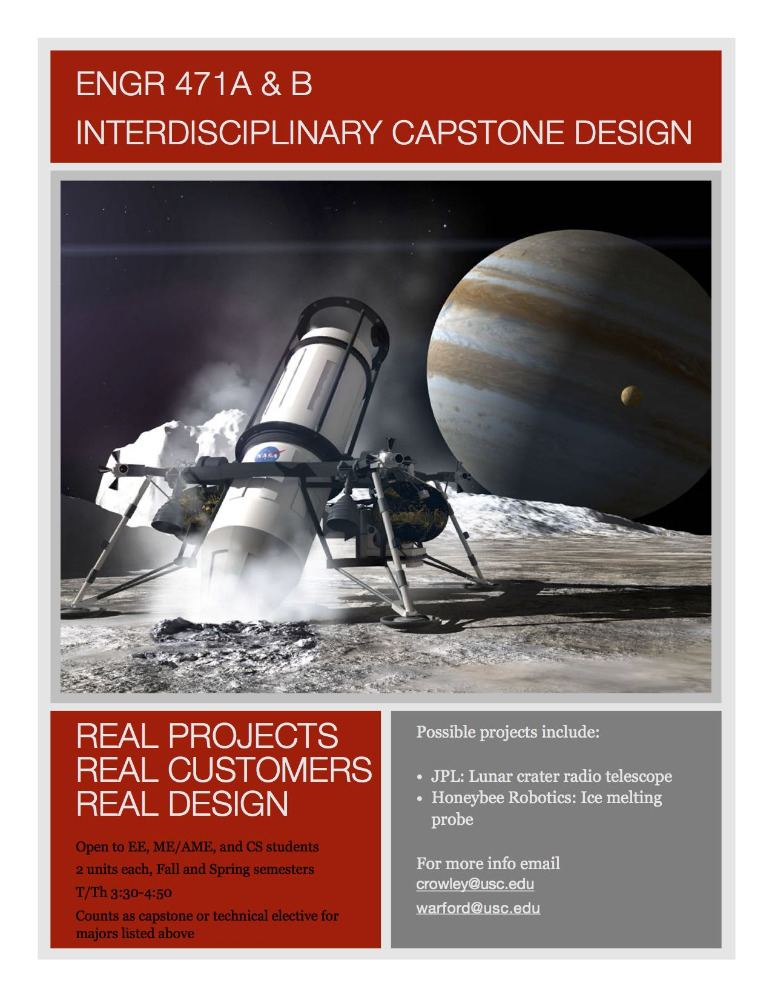 ENGR 471A & B
INTERDISCIPLINARY CAPSTONE DESIGN
NASA
REAL PROJECTS
REAL CUSTOMERS
REAL DESIGN
Open to EE, ME/AME, and CS students
2 units each, Fall and Spring semesters
T/Th 3:30-4:50
Counts as capstone or technical elective for
majors listed above
Possible projects include:
• JPL: Lunar crater radio telescope
• Honeybee Robotics: Ice melting
probe
For more info email
crowley@usc.edu
warford@usc.edu